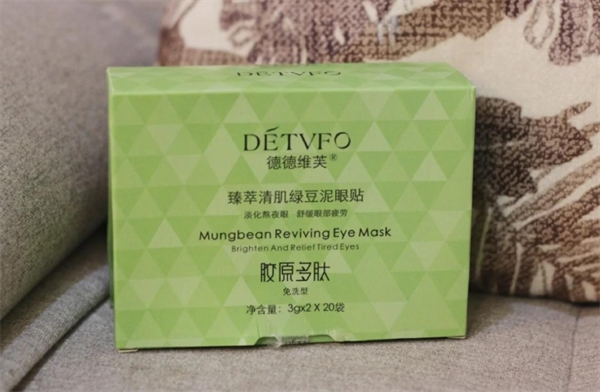 DÉTVFO
德德维芙®
臻萃清肌绿豆泥眼贴
淡化熬夜眼 舒缓眼部疲劳
Mungbean Reviving Eye Mask
Brighten And Relief Tired Eyes
胶原多肽
免洗型
净含量：3gx2 X 20袋